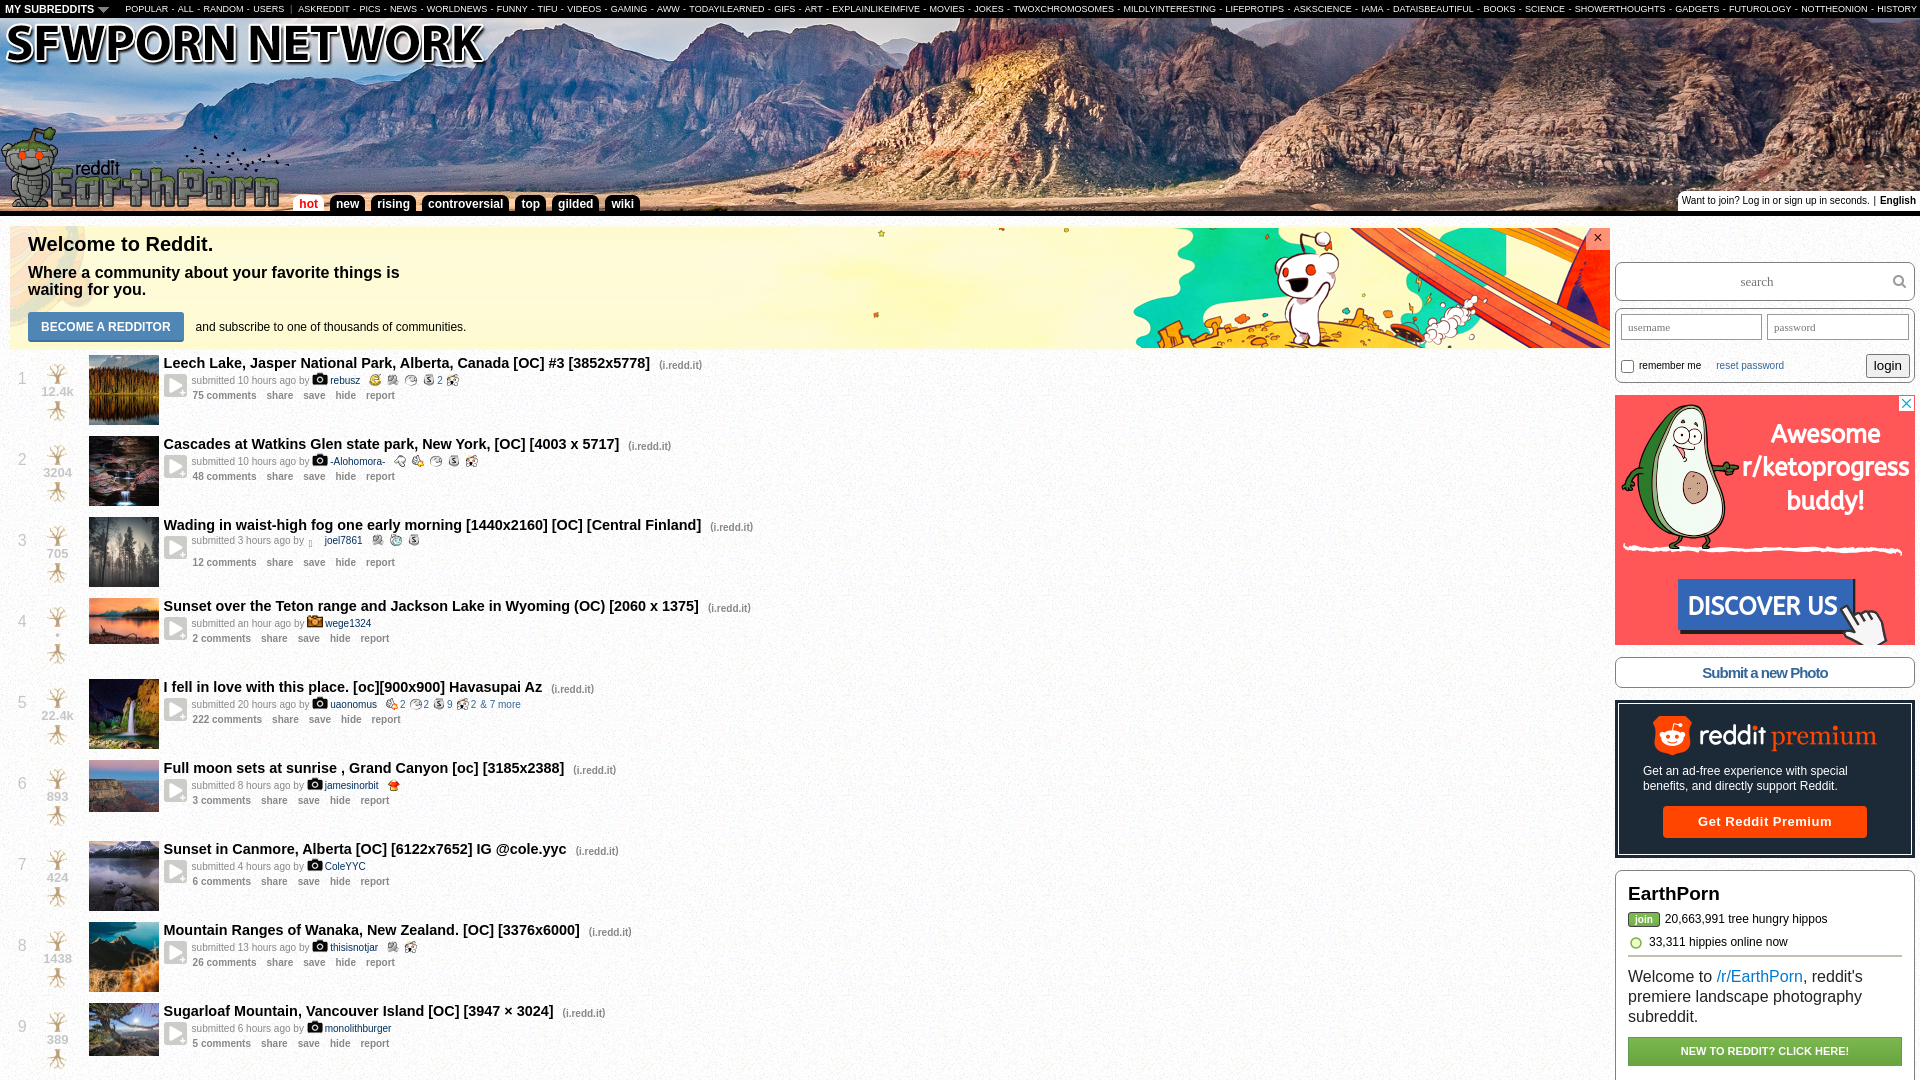 MY SUBREDDITS POPULAR - ALL - RANDOM - USERS | ASKREDDIT - PICS - NEWS - WORLDNEWS - FUNNY - TIFU - VIDEOS - GAMING - AWW - TODAYILEARNED - GIFS - ART - EXPLAINLIKEIMFIVE - MOVIES - JOKES - TWOXCHROMOSOMES - MILDLYINTERESTING - LIFEPROTIPS - ASKSCIENCE - IAMA - DATAISBEAUTIFUL - BOOKS - SCIENCE - SHOWERTHOUGHTS - GADGETS - FUTUROLOGY - NOTTHEONION - HISTORY
SFWPORN NETWORK
reddit
EarthPorn
hot new rising controversial top gilded wiki
Want to join? Log in or sign up in seconds. | English
Welcome to Reddit.
Where a community about your favorite things is
waiting for you.
BECOME A REDDITOR and subscribe to one of thousands of communities.
×
1
12.4k
Leech Lake, Jasper National Park, Alberta, Canada [OC] #3 [3852x5778] (i.redd.it)
submitted 10 hours ago by rebusz 2
75 comments share save hide report
2
3204
Cascades at Watkins Glen state park, New York, [OC] [4003 x 5717] (i.redd.it)
submitted 10 hours ago by -Alohomora-
48 comments share save hide report
3
705
Wading in waist-high fog one early morning [1440x2160] [OC] [Central Finland] (i.redd.it)
submitted 3 hours ago by joel7861
12 comments share save hide report
4
•
Sunset over the Teton range and Jackson Lake in Wyoming (OC) [2060 x 1375] (i.redd.it)
submitted an hour ago by wege1324
2 comments share save hide report
5
22.4k
I fell in love with this place. [oc][900x900] Havasupai Az (i.redd.it)
submitted 20 hours ago by uaonomus 2 2 9 2 & 7 more
222 comments share save hide report
6
893
Full moon sets at sunrise , Grand Canyon [oc] [3185x2388] (i.redd.it)
submitted 8 hours ago by jamesinorbit
3 comments share save hide report
7
424
Sunset in Canmore, Alberta [OC] [6122x7652] IG @cole.yyc (i.redd.it)
submitted 4 hours ago by ColeYYC
6 comments share save hide report
8
1438
Mountain Ranges of Wanaka, New Zealand. [OC] [3376x6000] (i.redd.it)
submitted 13 hours ago by thisisnotjar
26 comments share save hide report
9
389
Sugarloaf Mountain, Vancouver Island [OC] [3947 × 3024] (i.redd.it)
submitted 6 hours ago by monolithburger
5 comments share save hide report
search
username password
remember me reset password login
Awesome
r/ketoprogress
buddy!
DISCOVER US
Submit a new Photo
reddit premium
Get an ad-free experience with special
benefits, and directly support Reddit.
Get Reddit Premium
EarthPorn
join 20,663,991 tree hungry hippos
33,311 hippies online now
Welcome to /r/EarthPorn, reddit's
premiere landscape photography
subreddit.
NEW TO REDDIT? CLICK HERE!